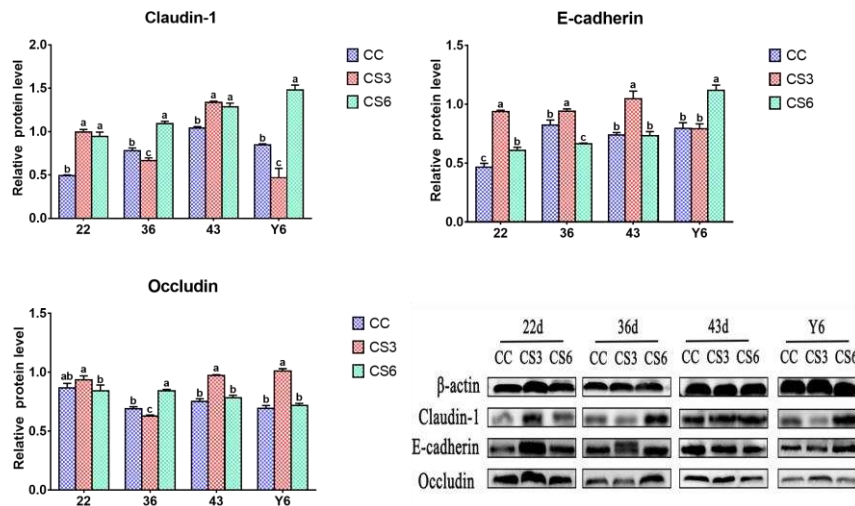 Claudin-1
Relative protein level
2.0
1.5
1.0
0.5
0.0
b a a
b c a
b a a
b c a
22 36 43 Y6
CC
CS3
CS6
E-cadherin
Relative protein level
1.5
1.0
0.5
0.0
c a b
b a c
b a b
b b a
22 36 43 Y6
CC
CS3
CS6
Occludin
Relative protein level
1.5
1.0
0.5
0.0
ab a b
b c a
b a b
b a b
22 36 43 Y6
CC
CS3
CS6
22d 36d 43d Y6
CC CS3 CS6 CC CS3 CS6 CC CS3 CS6 CC CS3 CS6
β-actin
Claudin-1
E-cadherin
Occludin